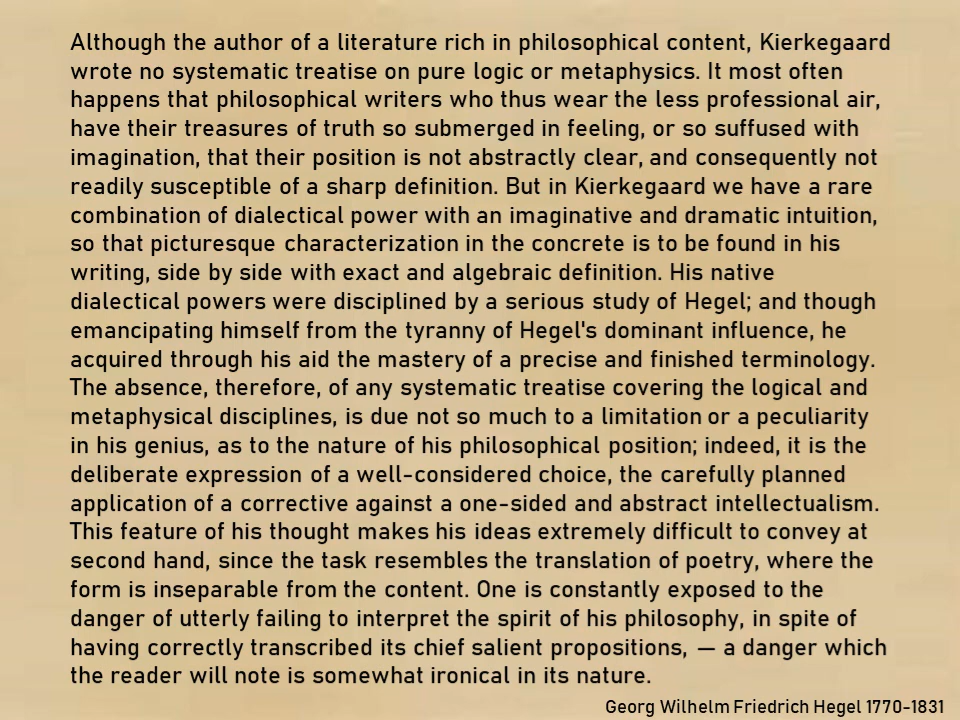 Although the author of a literature rich in philosophical content, Kierkegaard
wrote no systematic treatise on pure logic or metaphysics. It most often
happens that philosophical writers who thus wear the less professional air,
have their treasures of truth so submerged in feeling, or so suffused with
imagination, that their position is not abstractly clear, and consequently not
readily susceptible of a sharp definition. But in Kierkegaard we have a rare
combination of dialectical power with an imaginative and dramatic intuition,
so that picturesque characterization in the concrete is to be found in his
writing, side by side with exact and algebraic definition. His native
dialectical powers were disciplined by a serious study of Hegel; and though
emancipating himself from the tyranny of Hegel's dominant influence, he
acquired through his aid the mastery of a precise and finished terminology.
The absence, therefore, of any systematic treatise covering the logical and
metaphysical disciplines, is due not so much to a limitation or a peculiarity
in his genius, as to the nature of his philosophical position; indeed, it is the
deliberate expression of a well-considered choice, the carefully planned
application of a corrective against a one-sided and abstract intellectualism.
This feature of his thought makes his ideas extremely difficult to convey at
second hand, since the task resembles the translation of poetry, where the
form is inseparable from the content. One is constantly exposed to the
danger of utterly failing to interpret the spirit of his philosophy, in spite of
having correctly transcribed its chief salient propositions, — a danger which
the reader will note is somewhat ironical in its nature.
Georg Wilhelm Friedrich Hegel 1770-1831